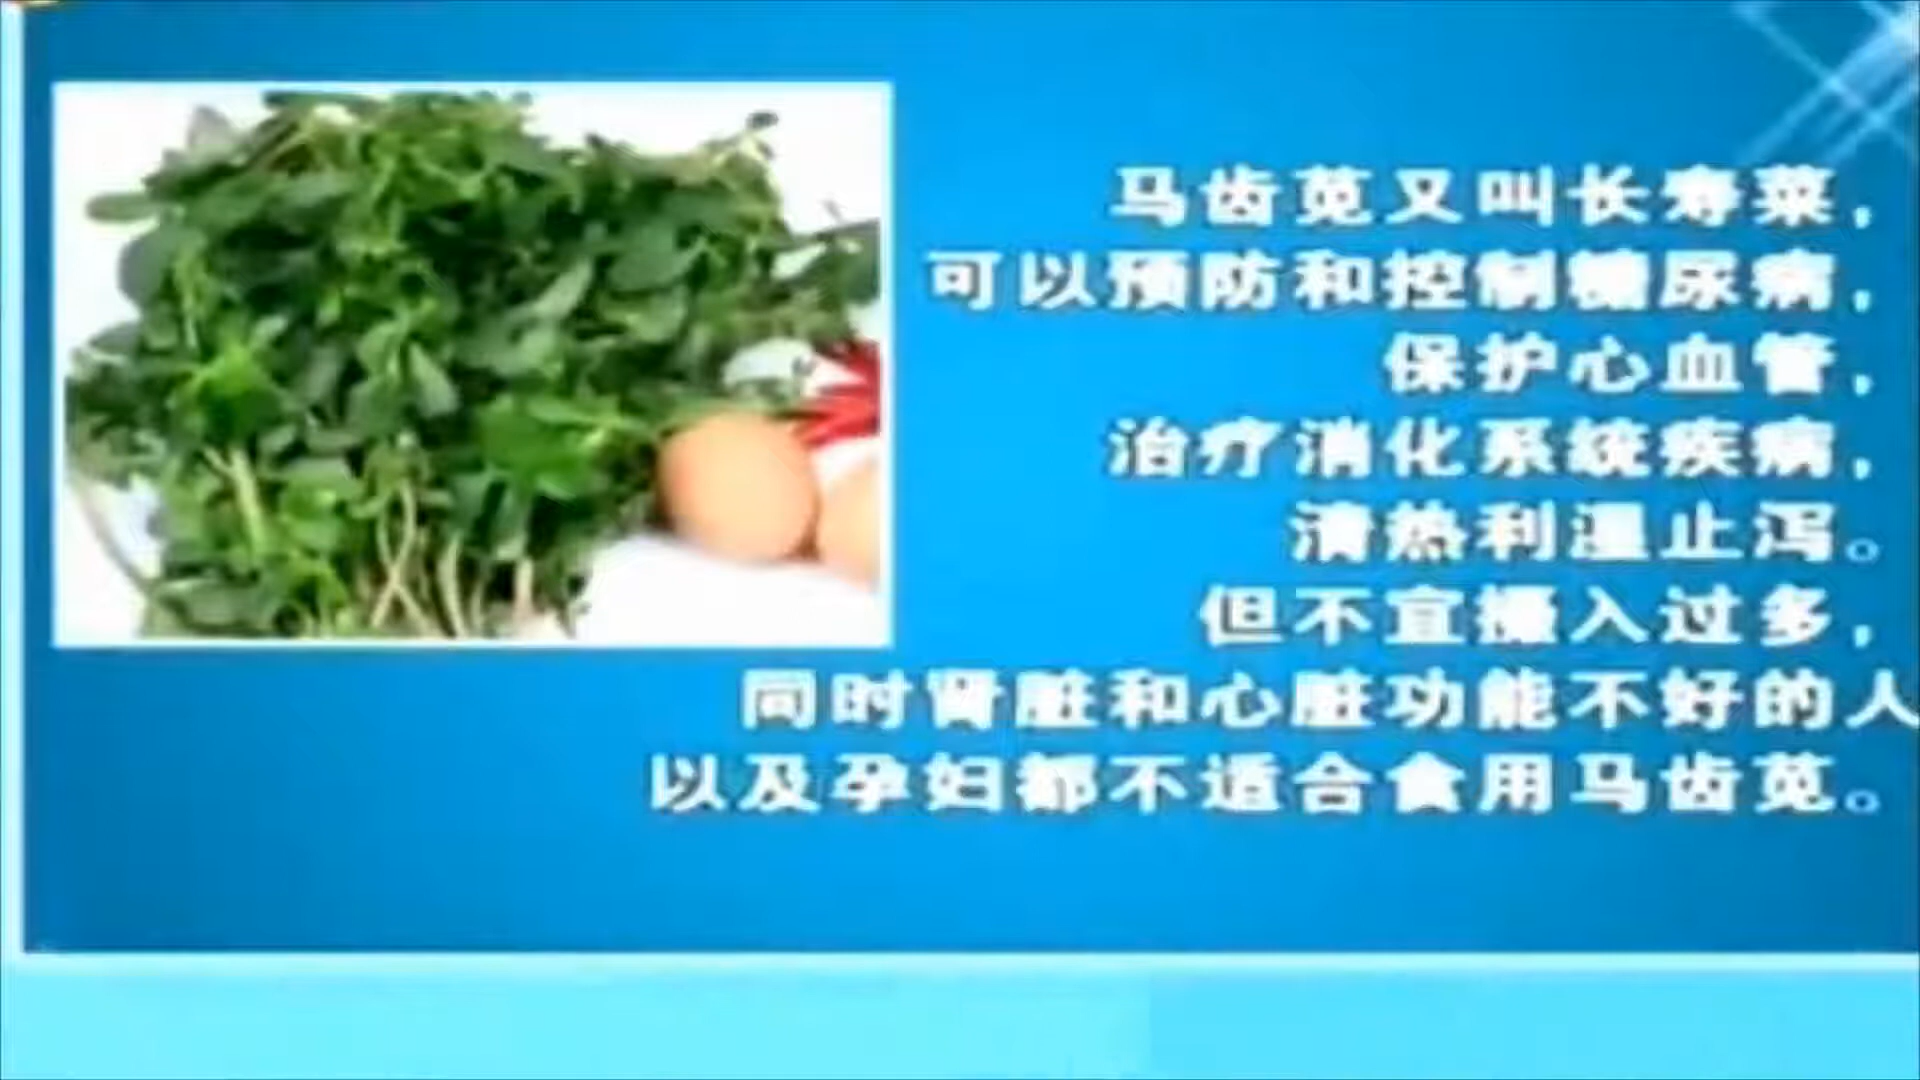 马齿苋又叫长寿菜，
可以预防和控制糖尿病，
保护心血管，
治疗消化系统疾病，
清热利湿止泻。
但不宜摄入过多，
同时肾脏和心脏功能不好的人
以及孕妇都不适合食用马齿苋。